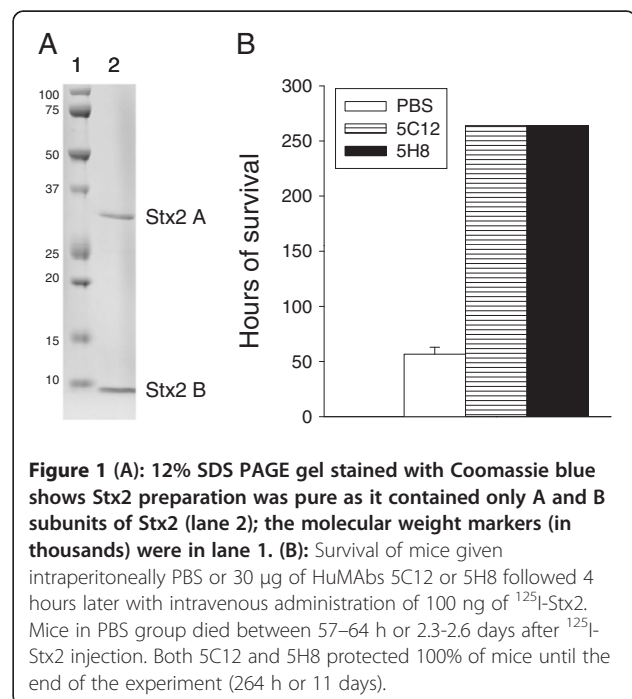 A
B
1 2
100
75
50
37
25
20
15
10
Stx2 A
Stx2 B
Hours of survival
300
250
200
150
100
50
0
PBS
5C12
5H8
Figure 1 (A): 12% SDS PAGE gel stained with Coomassie blue
shows Stx2 preparation was pure as it contained only A and B
subunits of Stx2 (lane 2); the molecular weight markers (in
thousands) were in lane 1. (B): Survival of mice given
intraperitoneally PBS or 30 µg of HuMAbs 5C12 or 5H8 followed 4
hours later with intravenous administration of 100 ng of ¹²⁵I-Stx2.
Mice in PBS group died between 57–64 h or 2.3-2.6 days after ¹²⁵I-
Stx2 injection. Both 5C12 and 5H8 protected 100% of mice until the
end of the experiment (264 h or 11 days).